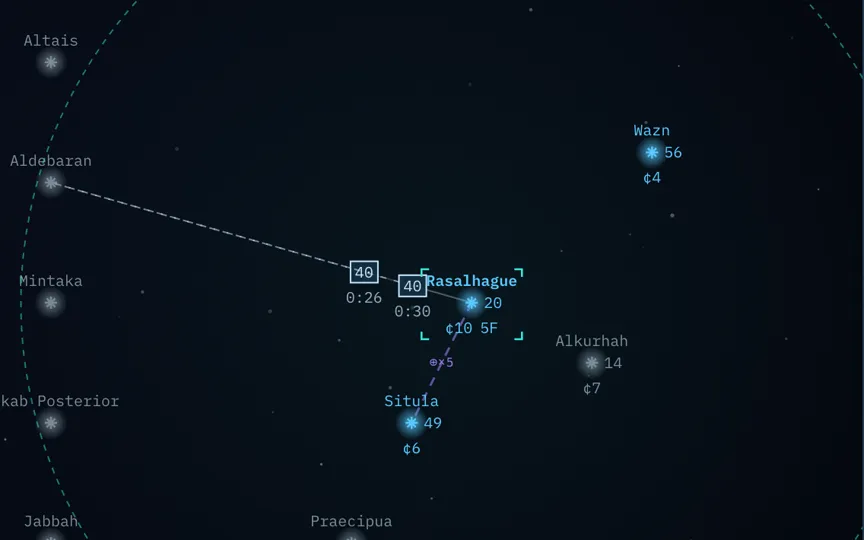 Altais
Wazn
56
¢4
Aldebaran
40
0:26
40
0:30
Rasalhague
20
¢10 5F
Mintaka
⊕×5
Alkurhah
14
¢7
kab Posterior
Situla
49
¢6
Jabbah
Praecipua